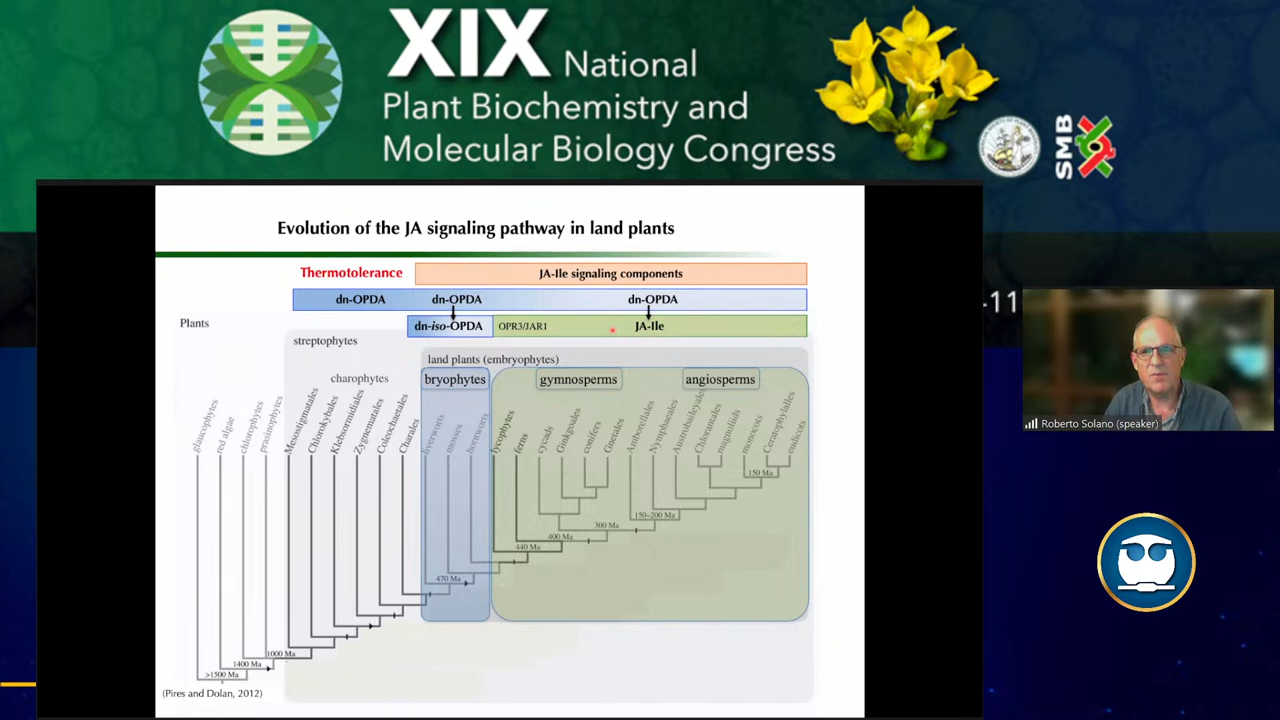 XIX National
Plant Biochemistry and
Molecular Biology Congress
SMB
-11
Evolution of the JA signaling pathway in land plants
Thermotolerance
JA-Ile signaling components
dn-OPDA
dn-OPDA
dn-OPDA
dn-iso-OPDA
OPR3/JAR1
JA-Ile
Plants
streptophytes
land plants (embryophytes)
charophytes
bryophytes
gymnosperms
angiosperms
glaucophytes
red algae
chlorophytes
prasinophytes
Mesostigmatales
Chlorokybales
Klebsormidiales
Zygnematales
Coleochaetales
Charales
liverworts
mosses
hornworts
lycophytes
ferns
cycads
Ginkgoales
conifers
Gnetales
Amborellales
Nymphaeales
Austrobaileyales
Chlorantales
magnoliids
monocots
Ceratophylalles
eudicots
150 Ma
150–200 Ma
300 Ma
400 Ma
440 Ma
470 Ma
1000 Ma
1400 Ma
>1500 Ma
(Pires and Dolan, 2012)
Roberto Solano (speaker)